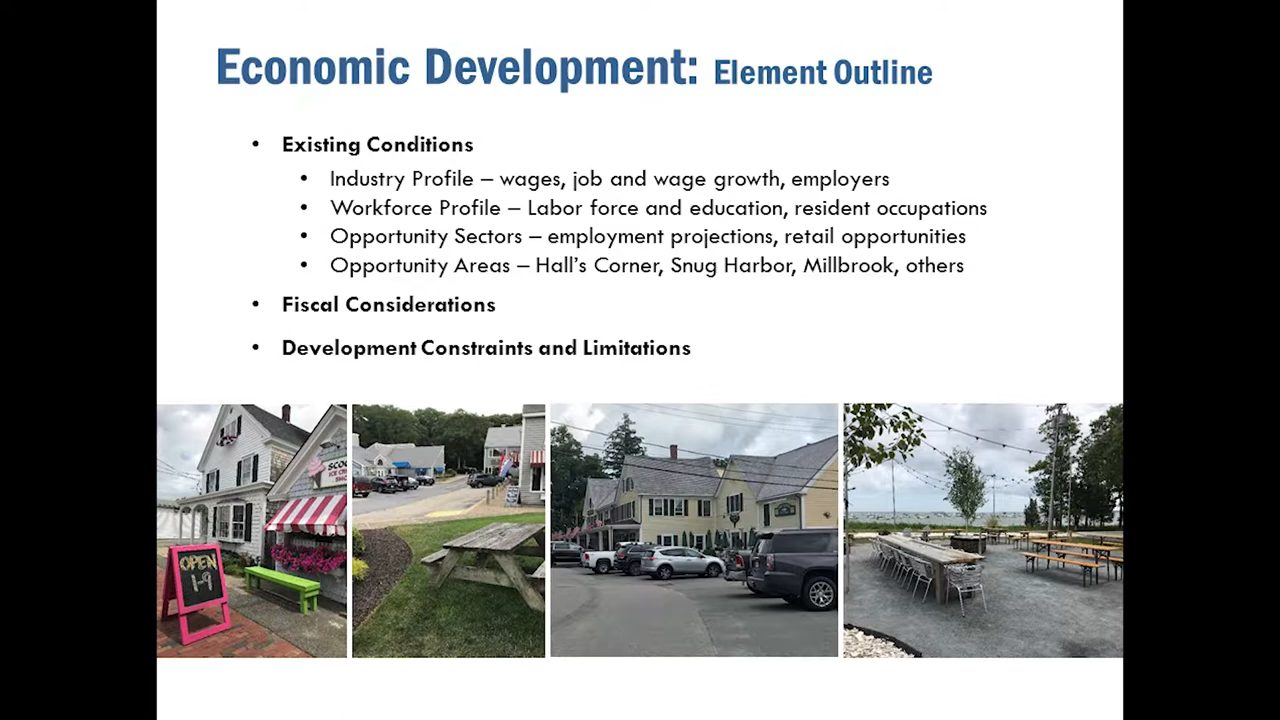 Economic Development: Element Outline
• Existing Conditions
• Industry Profile – wages, job and wage growth, employers
• Workforce Profile – Labor force and education, resident occupations
• Opportunity Sectors – employment projections, retail opportunities
• Opportunity Areas – Hall's Corner, Snug Harbor, Millbrook, others
• Fiscal Considerations
• Development Constraints and Limitations
OPEN
1-9